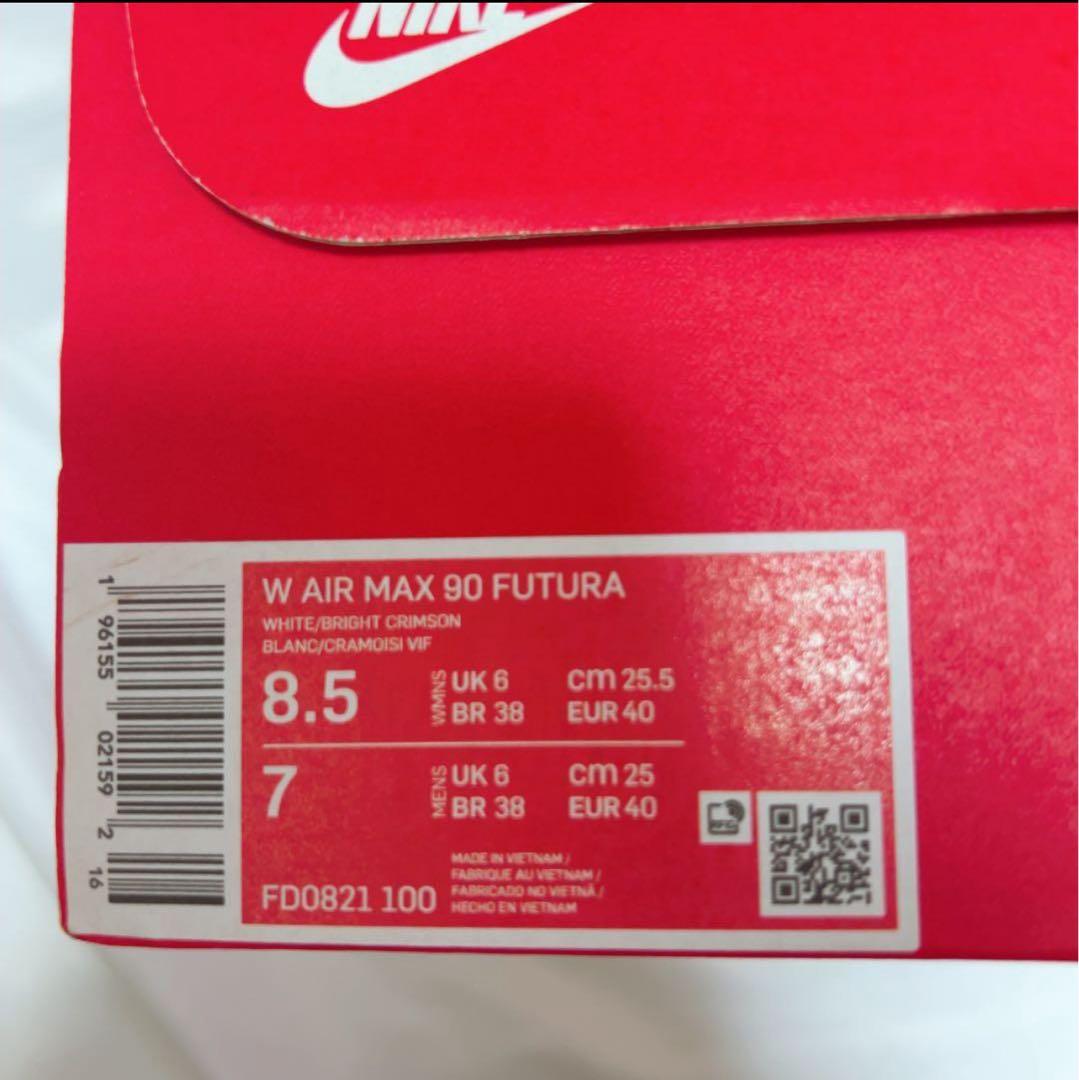 NIKE
W AIR MAX 90 FUTURA
WHITE/BRIGHT CRIMSON
BLANC/CRAMOISI VIF
8.5 WMNS UK 6 cm 25.5
BR 38 EUR 40
7 MENS UK 6 cm 25
BR 38 EUR 40
RFID
FD0821 100
MADE IN VIETNAM /
FABRIQUE AU VIETNAM /
FABRICADO NO VIETNÃ /
HECHO EN VIETNAM
1 96155 02159 2 16